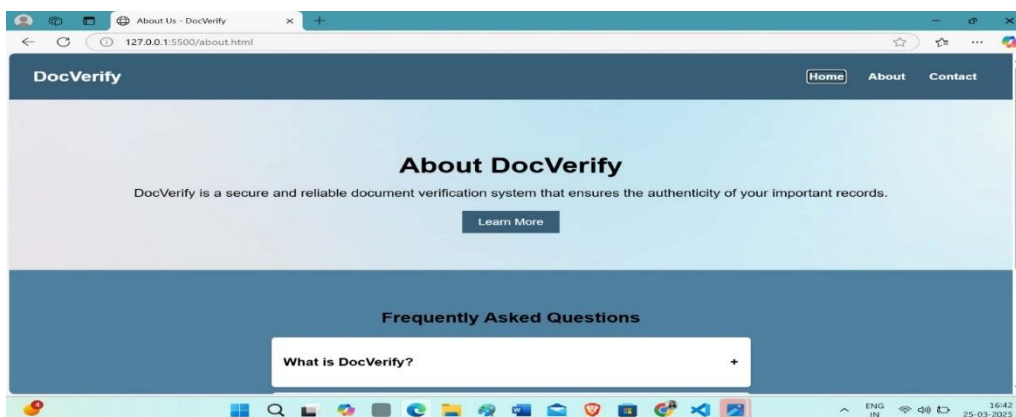 About Us - DocVerify
127.0.0.1:5500/about.html
DocVerify
Home About Contact
About DocVerify
DocVerify is a secure and reliable document verification system that ensures the authenticity of your important records.
Learn More
Frequently Asked Questions
What is DocVerify? +
4
ENG
IN
16:42
25-03-2025